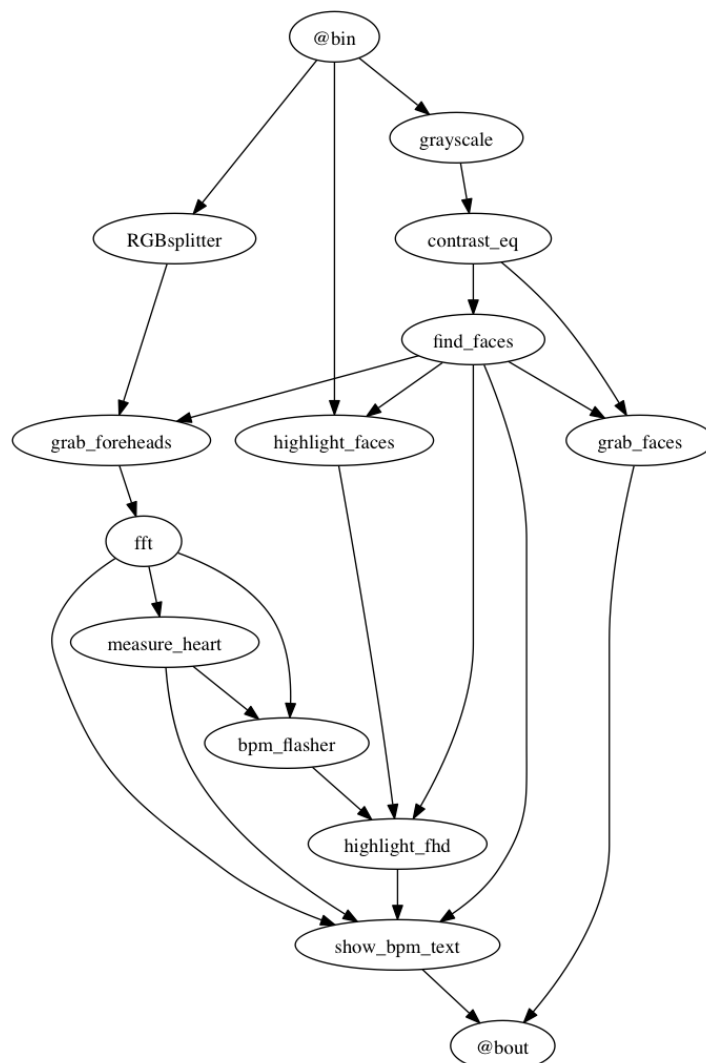 @bin
grayscale
RGBsplitter
contrast_eq
find_faces
grab_foreheads
highlight_faces
grab_faces
fft
measure_heart
bpm_flasher
highlight_fhd
show_bpm_text
@bout